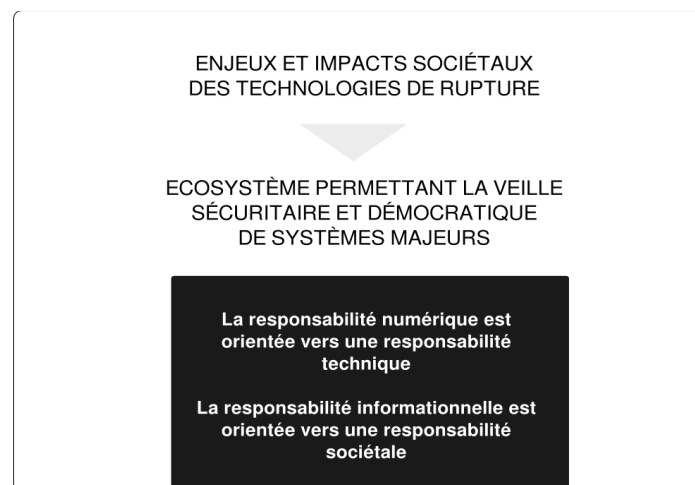 ENJEUX ET IMPACTS SOCIÉTAUX
DES TECHNOLOGIES DE RUPTURE
ECOSYSTÈME PERMETTANT LA VEILLE
SÉCURITAIRE ET DÉMOCRATIQUE
DE SYSTÈMES MAJEURS
La responsabilité numérique est
orientée vers une responsabilité
technique
La responsabilité informationnelle est
orientée vers une responsabilité
sociétale